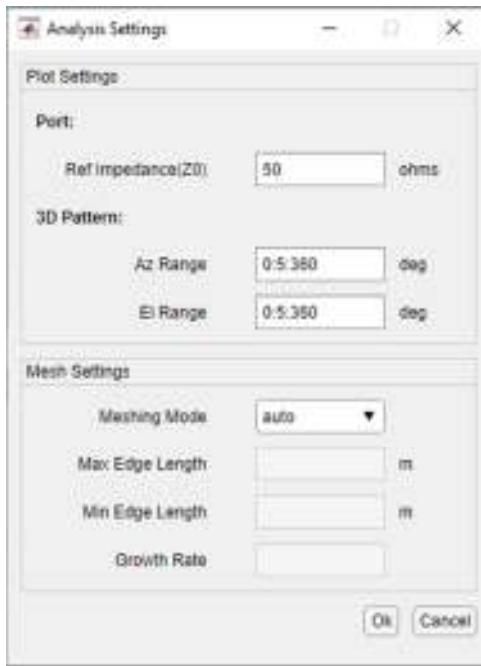 Analysis Settings
Plot Settings
Port:
Ref Impedance(Z0) 50 ohms
3D Pattern:
Az Range 0:5:360 deg
El Range 0:5:360 deg
Mesh Settings
Meshing Mode auto
Max Edge Length m
Min Edge Length m
Growth Rate
Ok Cancel